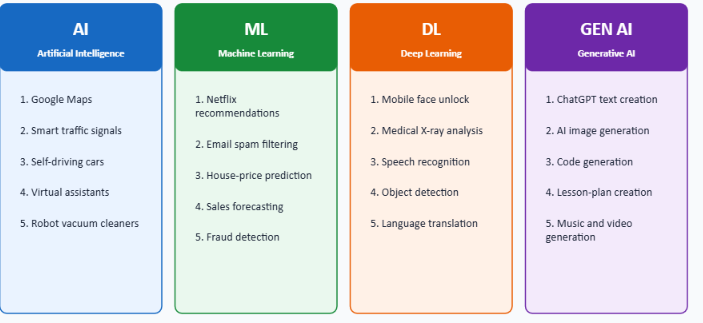 AI
Artificial Intelligence
1. Google Maps
2. Smart traffic signals
3. Self-driving cars
4. Virtual assistants
5. Robot vacuum cleaners
ML
Machine Learning
1. Netflix
recommendations
2. Email spam filtering
3. House-price prediction
4. Sales forecasting
5. Fraud detection
DL
Deep Learning
1. Mobile face unlock
2. Medical X-ray analysis
3. Speech recognition
4. Object detection
5. Language translation
GEN AI
Generative AI
1. ChatGPT text creation
2. AI image generation
3. Code generation
4. Lesson-plan creation
5. Music and video
generation